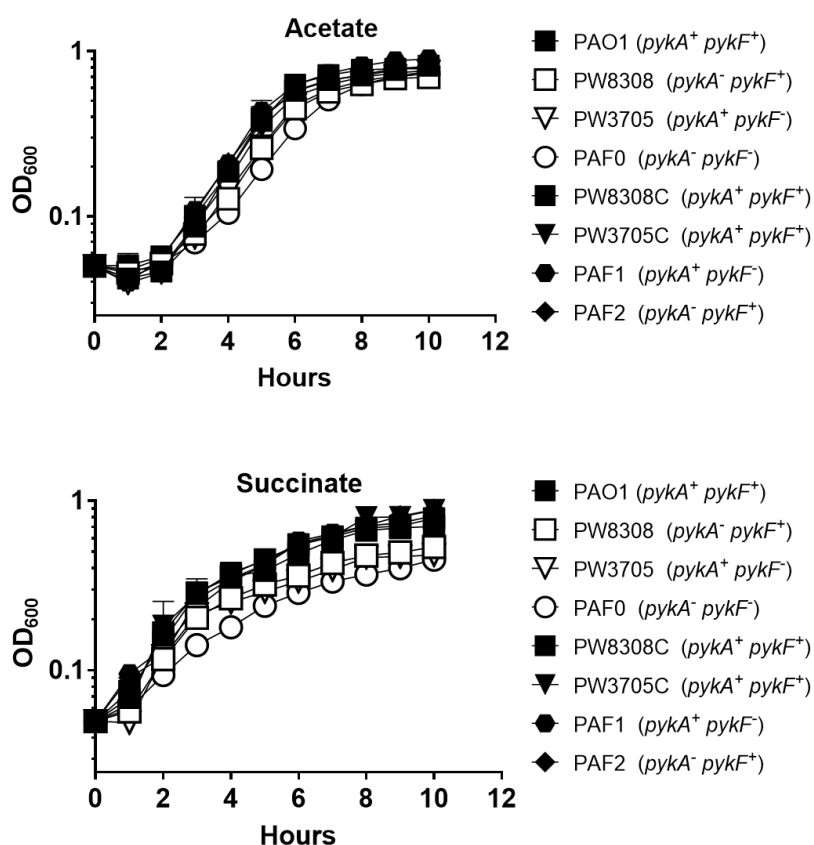 Acetate
1
0.1
OD600
0 2 4 6 8 10 12
Hours
PAO1 (pykA+ pykF+)
PW8308 (pykA- pykF+)
PW3705 (pykA+ pykF-)
PAF0 (pykA- pykF-)
PW8308C (pykA+ pykF+)
PW3705C (pykA+ pykF+)
PAF1 (pykA+ pykF-)
PAF2 (pykA- pykF+)
Succinate
1
0.1
OD600
0 2 4 6 8 10 12
Hours
PAO1 (pykA+ pykF+)
PW8308 (pykA- pykF+)
PW3705 (pykA+ pykF-)
PAF0 (pykA- pykF-)
PW8308C (pykA+ pykF+)
PW3705C (pykA+ pykF+)
PAF1 (pykA+ pykF-)
PAF2 (pykA- pykF+)